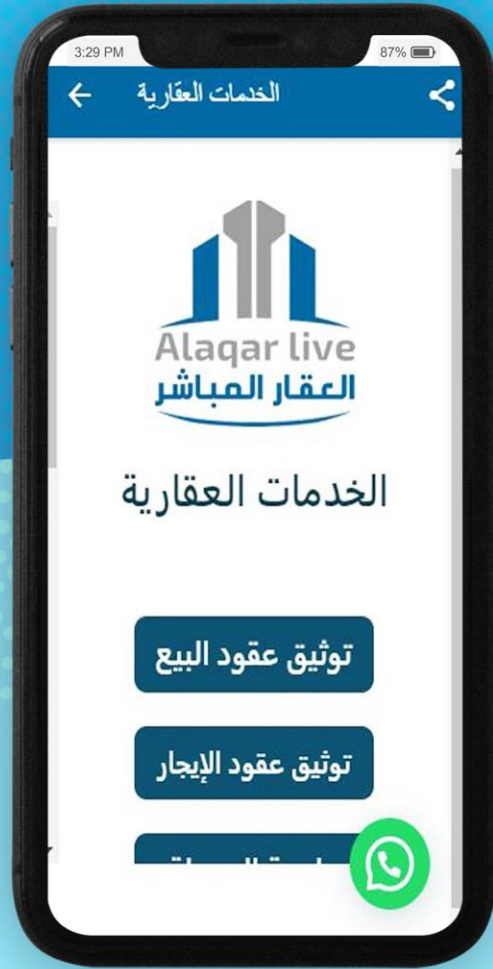 3:29 PM
87%
الخدمات العقارية
Alaqar live
العقار المباشر
الخدمات العقارية
توثيق عقود البيع
توثيق عقود الإيجار